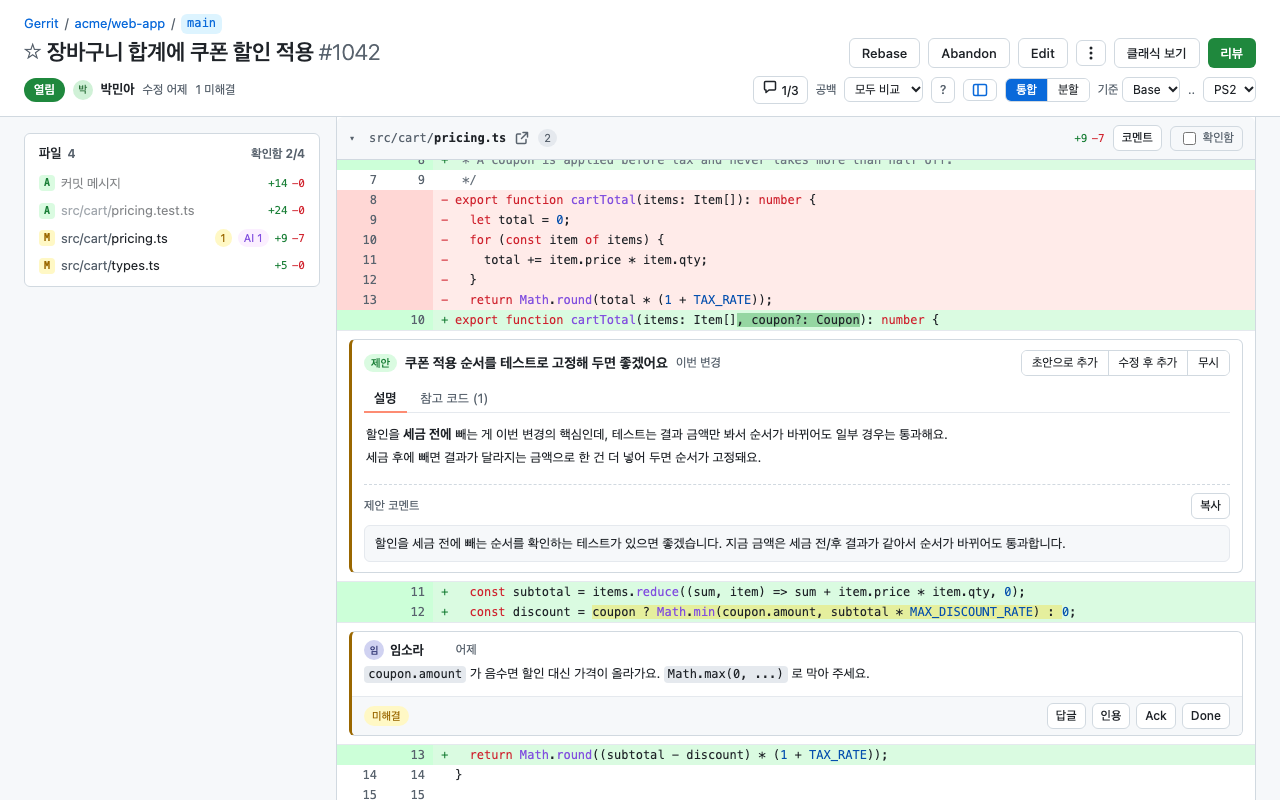 Gerrit / acme/web-app / main
☆ 장바구니 합계에 쿠폰 할인 적용 #1042
Rebase Abandon Edit ⋮ 클래식 보기 리뷰
열림 박 박민아 수정 어제 1 미해결
1/3 공백 모두 비교 ? 통합 분할 기준 Base .. PS2
파일 4 확인함 2/4
A 커밋 메시지 +14 −0
A src/cart/pricing.test.ts +24 −0
M src/cart/pricing.ts 1 AI 1 +9 −7
M src/cart/types.ts +5 −0
src/cart/pricing.ts 2 +9 −7 코멘트 확인함
8 + * A coupon is applied before tax and never takes more than half off.
7 9 */
8 − export function cartTotal(items: Item[]): number {
9 − let total = 0;
10 − for (const item of items) {
11 − total += item.price * item.qty;
12 − }
13 − return Math.round(total * (1 + TAX_RATE));
10 + export function cartTotal(items: Item[], coupon?: Coupon): number {
제안 쿠폰 적용 순서를 테스트로 고정해 두면 좋겠어요 이번 변경
초안으로 추가 수정 후 추가 무시
설명 참고 코드 (1)
할인을 세금 전에 빼는 게 이번 변경의 핵심인데, 테스트는 결과 금액만 봐서 순서가 바뀌어도 일부 경우는 통과해요.
세금 후에 빼면 결과가 달라지는 금액으로 한 건 더 넣어 두면 순서가 고정돼요.
제안 코멘트 복사
할인을 세금 전에 빼는 순서를 확인하는 테스트가 있으면 좋겠습니다. 지금 금액은 세금 전/후 결과가 같아서 순서가 바뀌어도 통과합니다.
11 + const subtotal = items.reduce((sum, item) => sum + item.price * item.qty, 0);
12 + const discount = coupon ? Math.min(coupon.amount, subtotal * MAX_DISCOUNT_RATE) : 0;
임 임소라 어제
coupon.amount 가 음수면 할인 대신 가격이 올라가요. Math.max(0, ...) 로 막아 주세요.
미해결 답글 인용 Ack Done
13 + return Math.round((subtotal − discount) * (1 + TAX_RATE));
14 14 }
15 15